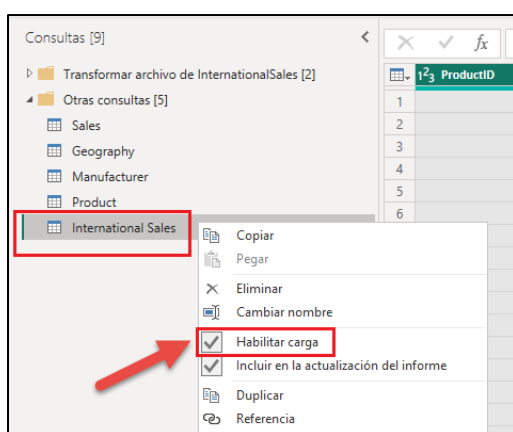 Consultas [9]
Transformar archivo de InternationalSales [2]
Otras consultas [5]
Sales
Geography
Manufacturer
Product
International Sales
fx
1²3 ProductID
1
2
3
4
5
6
Copiar
Pegar
Eliminar
Cambiar nombre
Habilitar carga
Incluir en la actualización del informe
Duplicar
Referencia